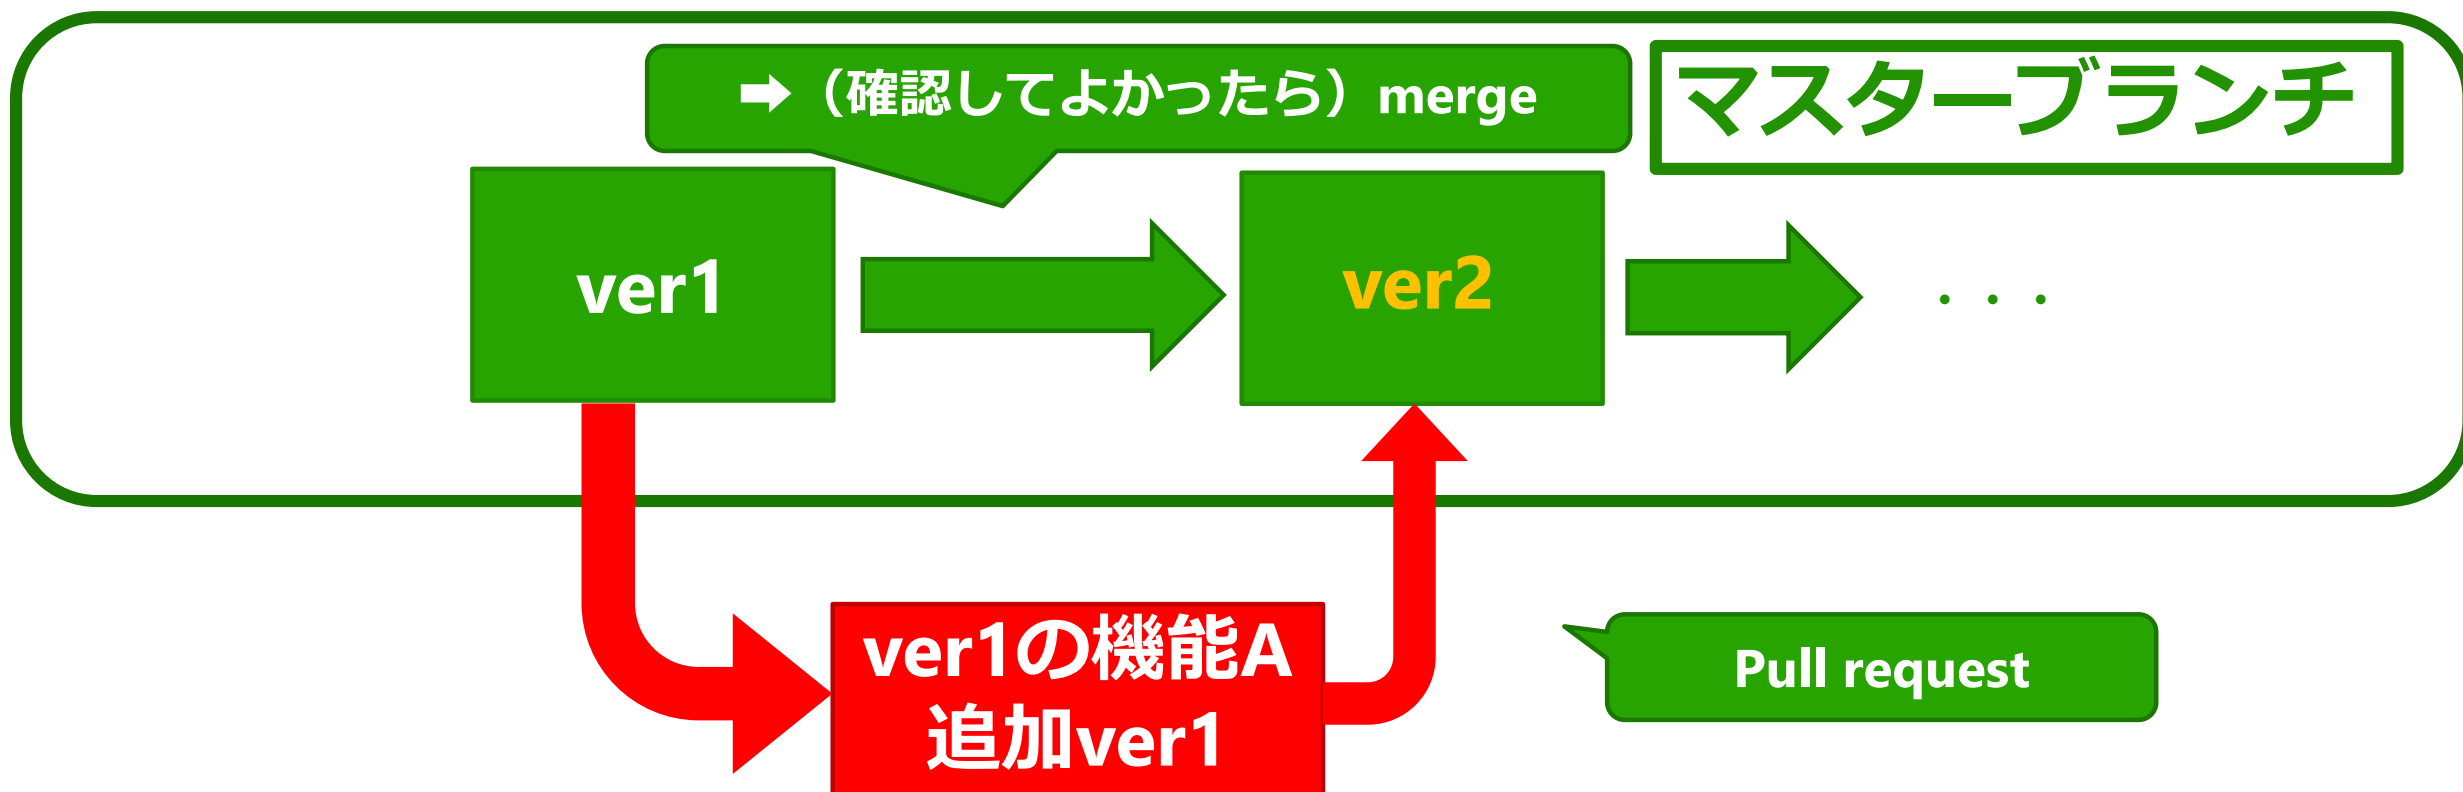 ➡（確認してよかったら）merge
マスターブランチ
ver1
ver2
・・・
ver1の機能A
追加ver1
Pull request